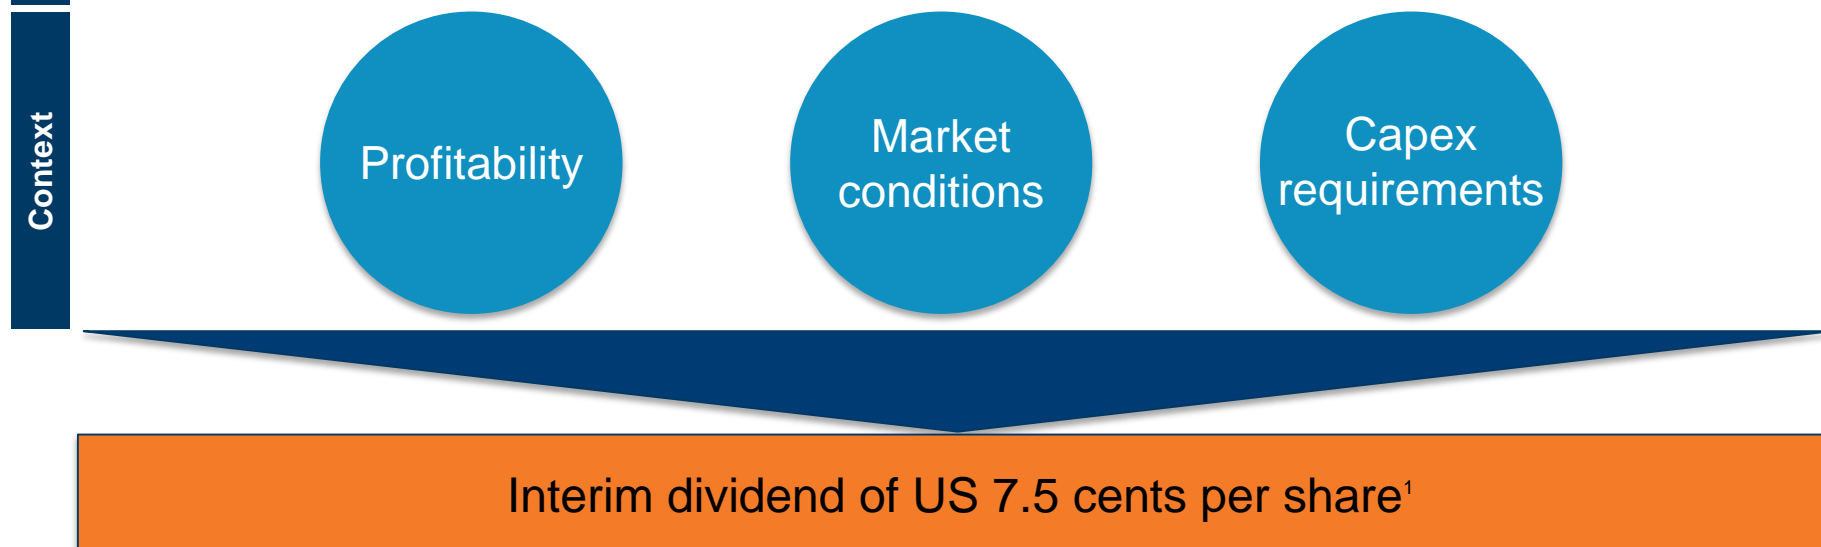 Context
Profitability
Market
conditions
Capex
requirements
Interim dividend of US 7.5 cents per share¹